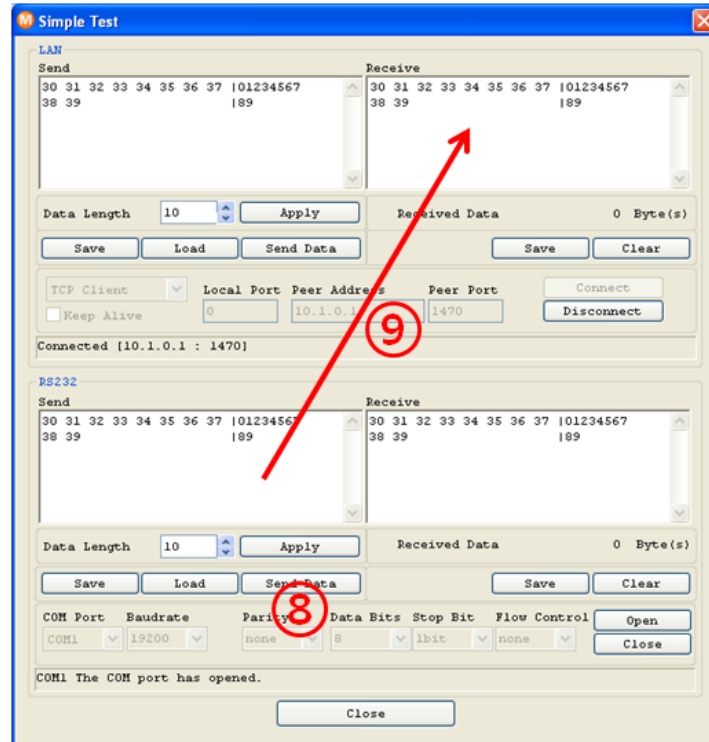 M Simple Test
LAN
Send Receive
30 31 32 33 34 35 36 37 |01234567 30 31 32 33 34 35 36 37 |01234567
38 39 |89 38 39 |89
Data Length 10 Apply Received Data 0 Byte(s)
Save Load Send Data Save Clear
TCP Client Local Port Peer Address Peer Port Connect
Keep Alive 0 10.1.0.1 1470 Disconnect
⑨
Connected [10.1.0.1 : 1470]
RS232
Send Receive
30 31 32 33 34 35 36 37 |01234567 30 31 32 33 34 35 36 37 |01234567
38 39 |89 38 39 |89
Data Length 10 Apply Received Data 0 Byte(s)
Save Load Send Data Save Clear
⑧
COM Port Baudrate Parity Data Bits Stop Bit Flow Control Open
COM1 19200 none 8 1bit none Close
COM1 The COM port has opened.
Close